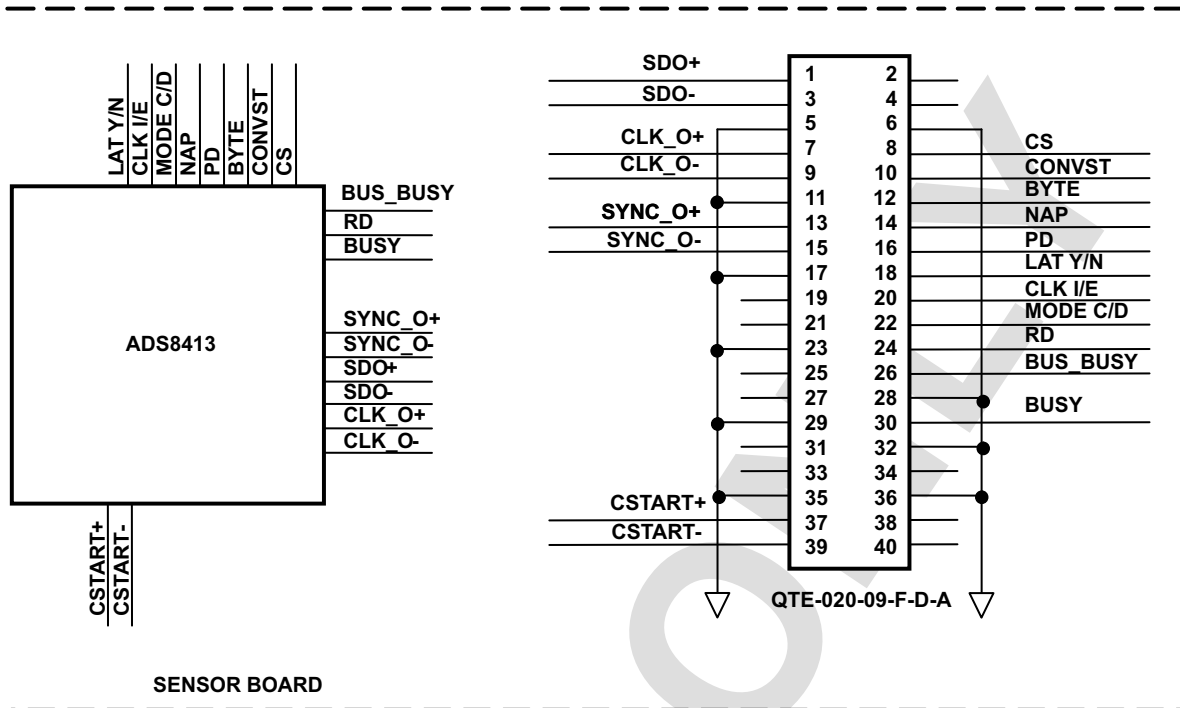 LAT Y/N
CLK I/E
MODE C/D
NAP
PD
BYTE
CONVST
CS
BUS_BUSY
RD
BUSY
ADS8413
SYNC_O+
SYNC_O-
SDO+
SDO-
CLK_O+
CLK_O-
CSTART+
CSTART-
SENSOR BOARD
SDO+
SDO-
CLK_O+
CLK_O-
SYNC_O+
SYNC_O-
CSTART+
CSTART-
1 2
3 4
5 6
7 8
9 10
11 12
13 14
15 16
17 18
19 20
21 22
23 24
25 26
27 28
29 30
31 32
33 34
35 36
37 38
39 40
CS
CONVST
BYTE
NAP
PD
LAT Y/N
CLK I/E
MODE C/D
RD
BUS_BUSY
BUSY
QTE-020-09-F-D-A
ONLY